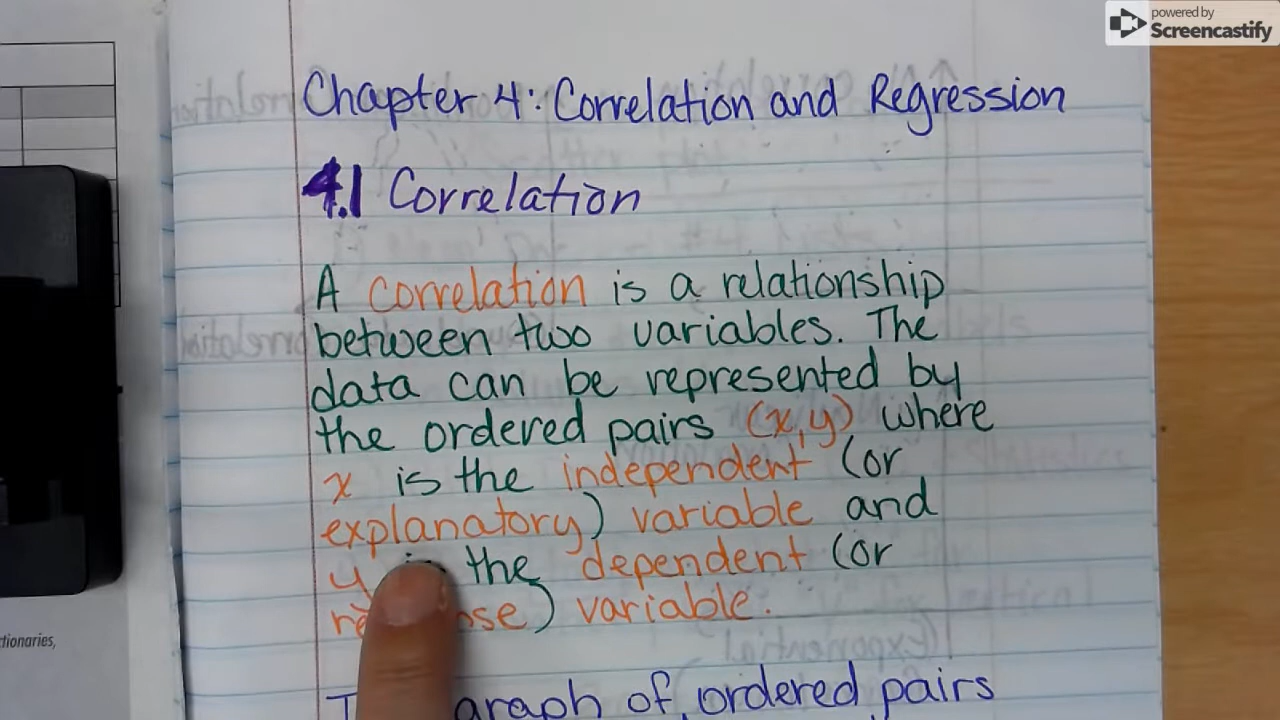 powered by
Screencastify
Chapter 4: Correlation and Regression
4.1 Correlation
A correlation is a relationship
between two variables. The
data can be represented by
the ordered pairs (x,y) where
x is the independent (or
explanatory) variable and
y the dependent (or
variable.
graph of ordered pairs